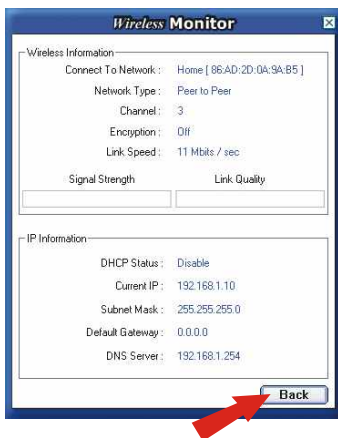 Wireless Monitor
Wireless Information
Connect To Network : Home [ 86:AD:2D:0A:9A:B5 ]
Network Type : Peer to Peer
Channel : 3
Encryption : Off
Link Speed : 11 Mbits / sec
Signal Strength Link Quality
IP Information
DHCP Status : Disable
Current IP : 192.168.1.10
Subnet Mask : 255.255.255.0
Default Gateway : 0.0.0.0
DNS Server : 192.168.1.254
Back